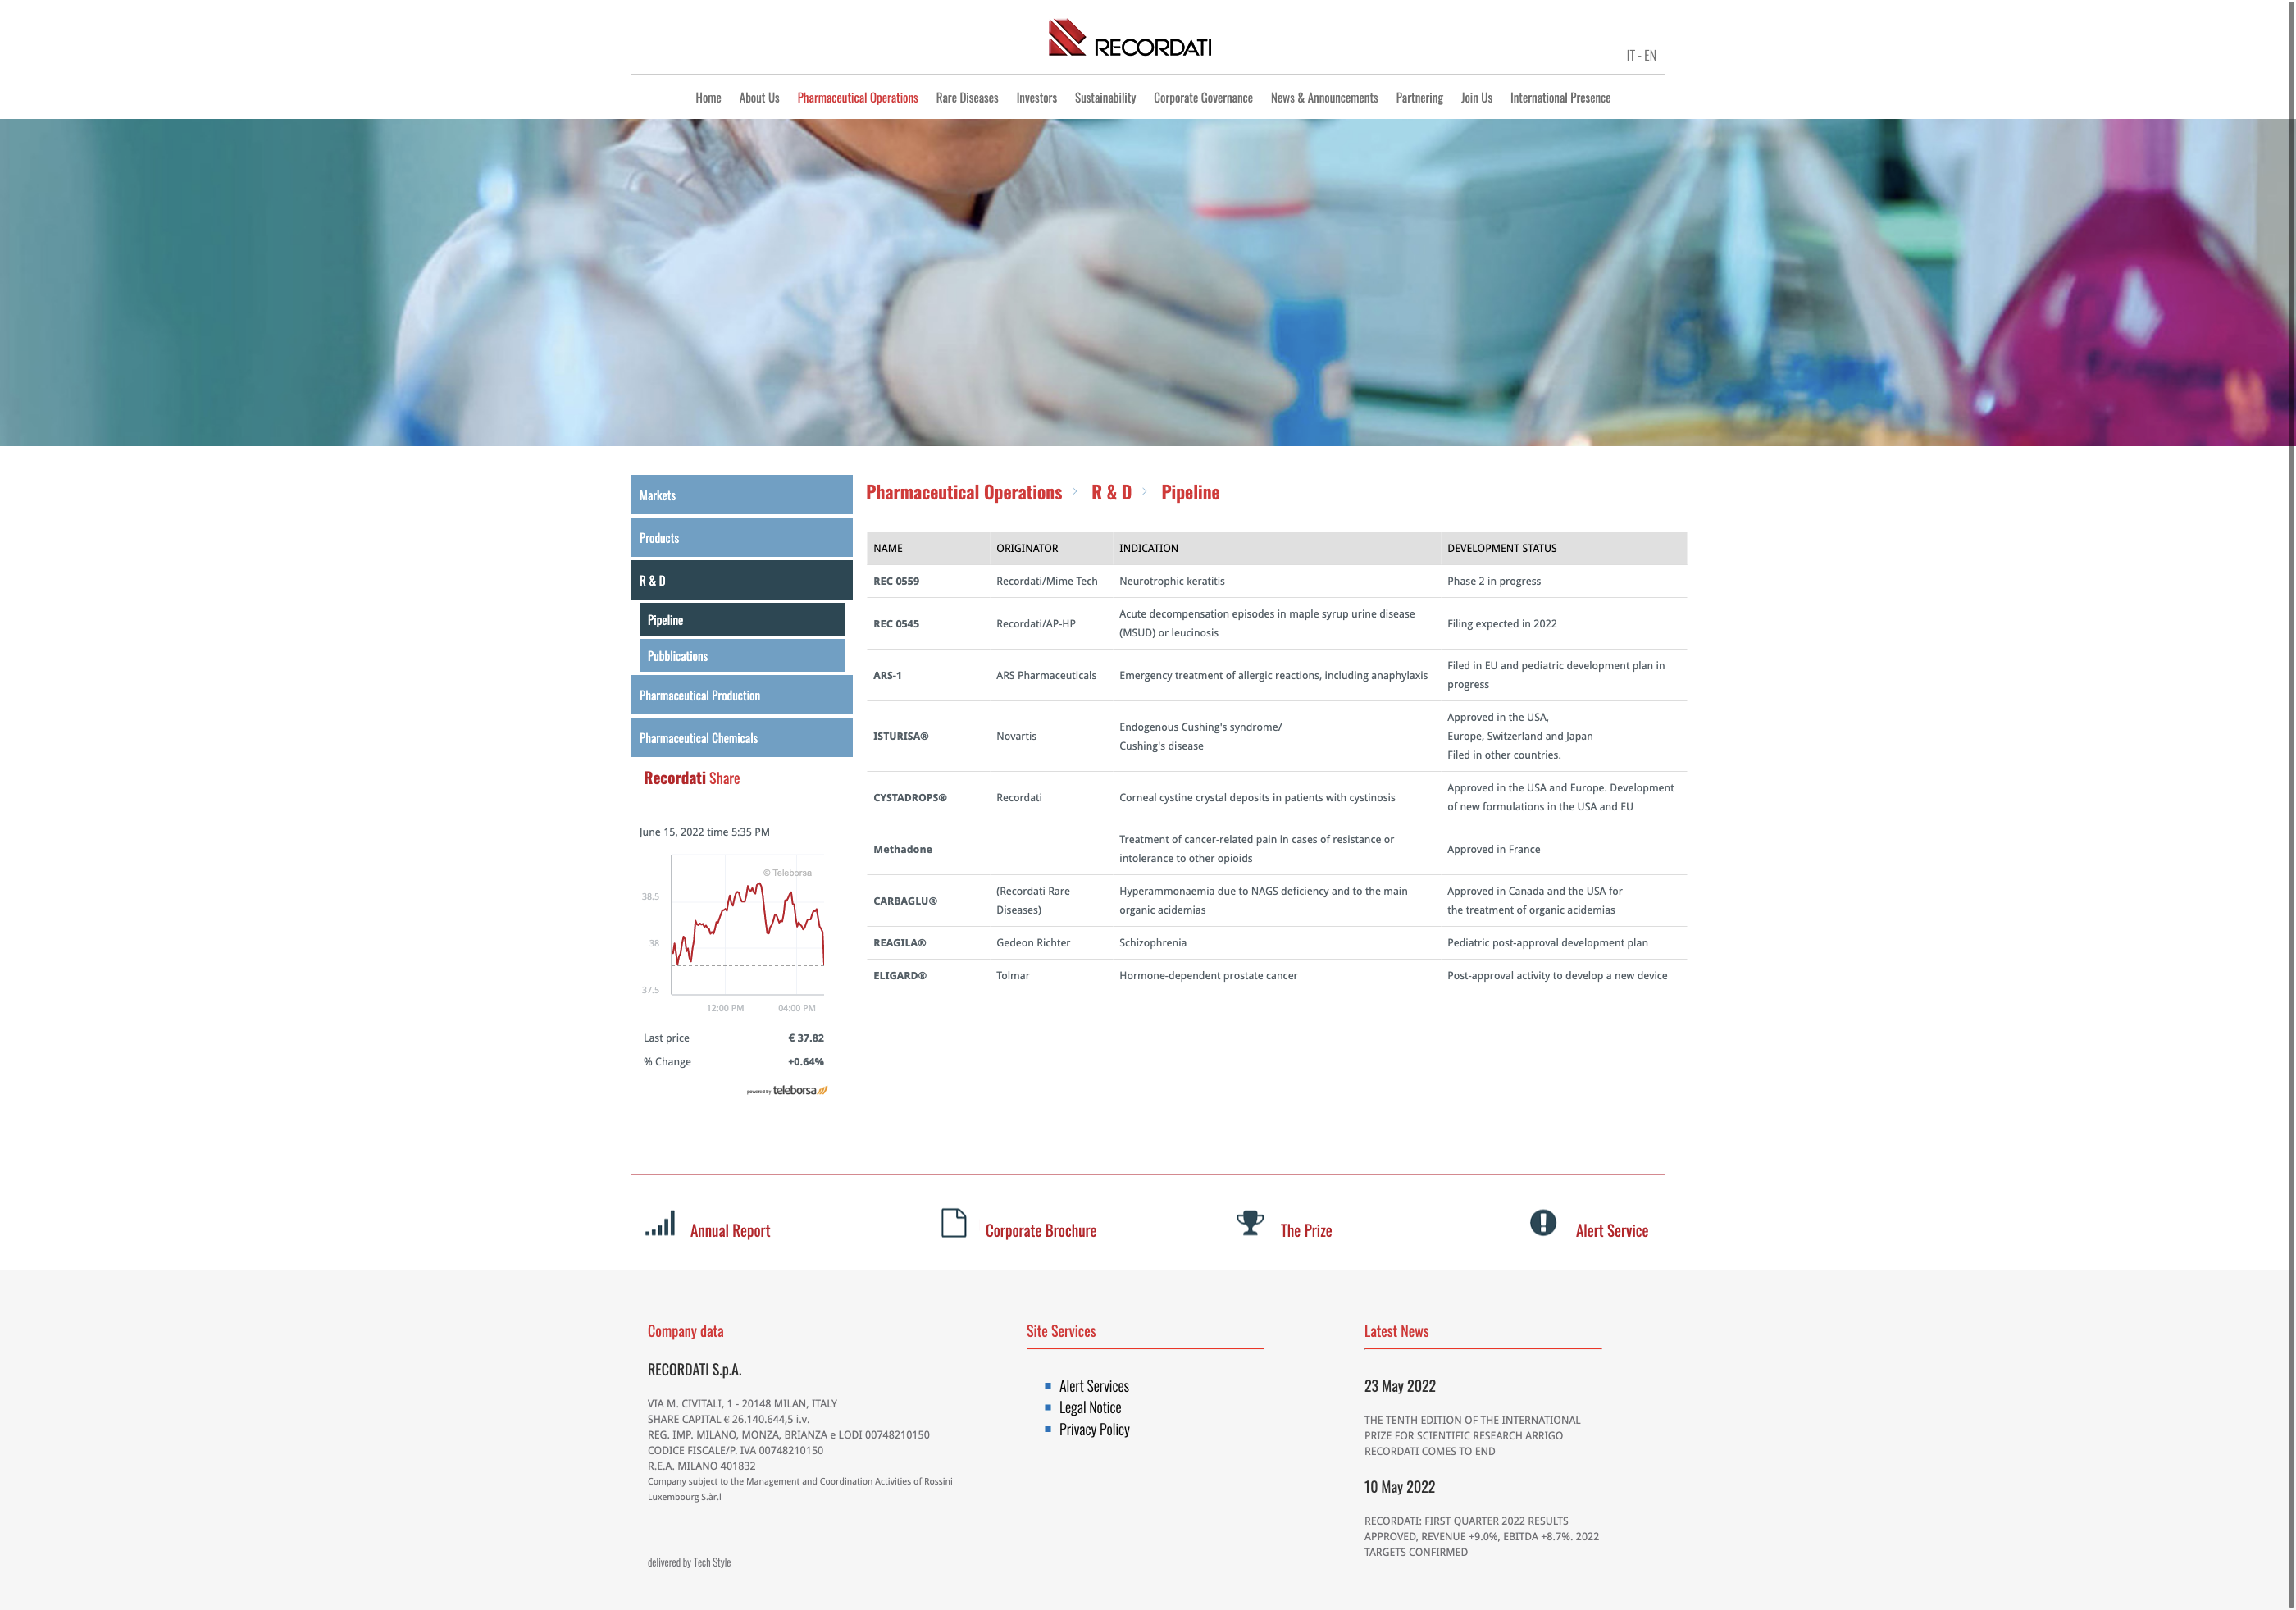 RECORDATI
IT - EN
Home About Us Pharmaceutical Operations Rare Diseases Investors Sustainability Corporate Governance News & Announcements Partnering Join Us International Presence
Markets
Products
R & D
Pipeline
Pubblications
Pharmaceutical Production
Pharmaceutical Chemicals
Recordati Share
June 15, 2022 time 5:35 PM
© Teleborsa
38.5
38
37.5
12:00 PM 04:00 PM
Last price € 37.82
% Change +0.64%
powered by teleborsa
Pharmaceutical Operations > R & D > Pipeline
NAME ORIGINATOR INDICATION DEVELOPMENT STATUS
REC 0559 Recordati/Mime Tech Neurotrophic keratitis Phase 2 in progress
REC 0545 Recordati/AP-HP Acute decompensation episodes in maple syrup urine disease
(MSUD) or leucinosis Filing expected in 2022
ARS-1 ARS Pharmaceuticals Emergency treatment of allergic reactions, including anaphylaxis Filed in EU and pediatric development plan in
progress
ISTURISA® Novartis Endogenous Cushing's syndrome/
Cushing's disease Approved in the USA,
Europe, Switzerland and Japan
Filed in other countries.
CYSTADROPS® Recordati Corneal cystine crystal deposits in patients with cystinosis Approved in the USA and Europe. Development
of new formulations in the USA and EU
Methadone Treatment of cancer-related pain in cases of resistance or
intolerance to other opioids Approved in France
CARBAGLU® (Recordati Rare
Diseases) Hyperammonaemia due to NAGS deficiency and to the main
organic acidemias Approved in Canada and the USA for
the treatment of organic acidemias
REAGILA® Gedeon Richter Schizophrenia Pediatric post-approval development plan
ELIGARD® Tolmar Hormone-dependent prostate cancer Post-approval activity to develop a new device
Annual Report Corporate Brochure The Prize Alert Service
Company data
RECORDATI S.p.A.
VIA M. CIVITALI, 1 - 20148 MILAN, ITALY
SHARE CAPITAL € 26.140.644,5 i.v.
REG. IMP. MILANO, MONZA, BRIANZA e LODI 00748210150
CODICE FISCALE/P. IVA 00748210150
R.E.A. MILANO 401832
Company subject to the Management and Coordination Activities of Rossini
Luxembourg S.àr.l
delivered by Tech Style
Site Services
Alert Services
Legal Notice
Privacy Policy
Latest News
23 May 2022
THE TENTH EDITION OF THE INTERNATIONAL
PRIZE FOR SCIENTIFIC RESEARCH ARRIGO
RECORDATI COMES TO END
10 May 2022
RECORDATI: FIRST QUARTER 2022 RESULTS
APPROVED, REVENUE +9.0%, EBITDA +8.7%. 2022
TARGETS CONFIRMED